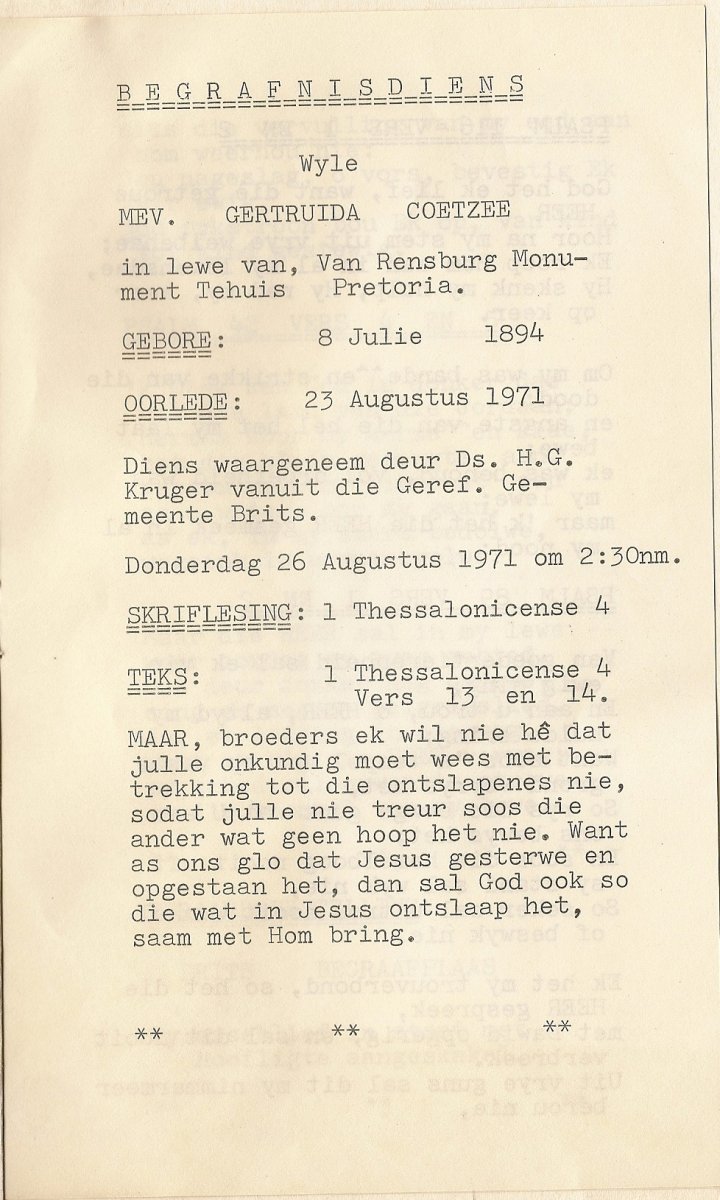 BEGRAFNISDIENS
Wyle
MEV. GERTRUIDA COETZEE
in lewe van, Van Rensburg Monu-
ment Tehuis Pretoria.
GEBORE: 8 Julie 1894
OORLEDE: 23 Augustus 1971
Diens waargeneem deur Ds. H.G.
Kruger vanuit die Geref. Ge-
meente Brits.
Donderdag 26 Augustus 1971 om 2:30nm.
SKRIFLESING: 1 Thessalonicense 4
TEKS: 1 Thessalonicense 4
Vers 13 en 14.
MAAR, broeders ek wil nie hê dat
julle onkundig moet wees met be-
trekking tot die ontslapenes nie,
sodat julle nie treur soos die
ander wat geen hoop het nie. Want
as ons glo dat Jesus gesterwe en
opgestaan het, dan sal God ook so
die wat in Jesus ontslaap het,
saam met Hom bring.
** ** **